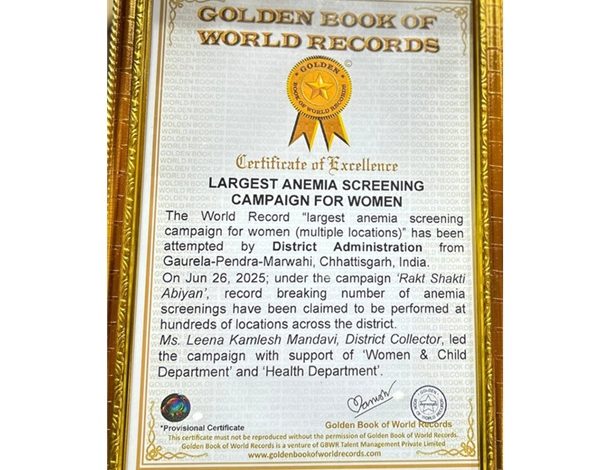 GOLDEN BOOK OF
WORLD RECORDS
GOLDEN
BOOK OF WORLD RECORDS
Certificate of Excellence
LARGEST ANEMIA SCREENING
CAMPAIGN FOR WOMEN
The World Record “largest anemia screening
campaign for women (multiple locations)” has been
attempted by District Administration from
Gaurela-Pendra-Marwahi, Chhattisgarh, India.
On Jun 26, 2025; under the campaign ‘Rakt Shakti
Abiyan’, record breaking number of anemia
screenings have been claimed to be performed at
hundreds of locations across the district.
Ms. Leena Kamlesh Mandavi, District Collector, led
the campaign with support of ‘Women & Child
Department’ and ‘Health Department’.
*Provisional Certificate
Golden Book of World Records
This certificate must not be reproduced without the permission of Golden Book of World Records.
Golden Book of World Records is a venture of GBWR Talent Management Private Limited
www.goldenbookofworldrecords.com